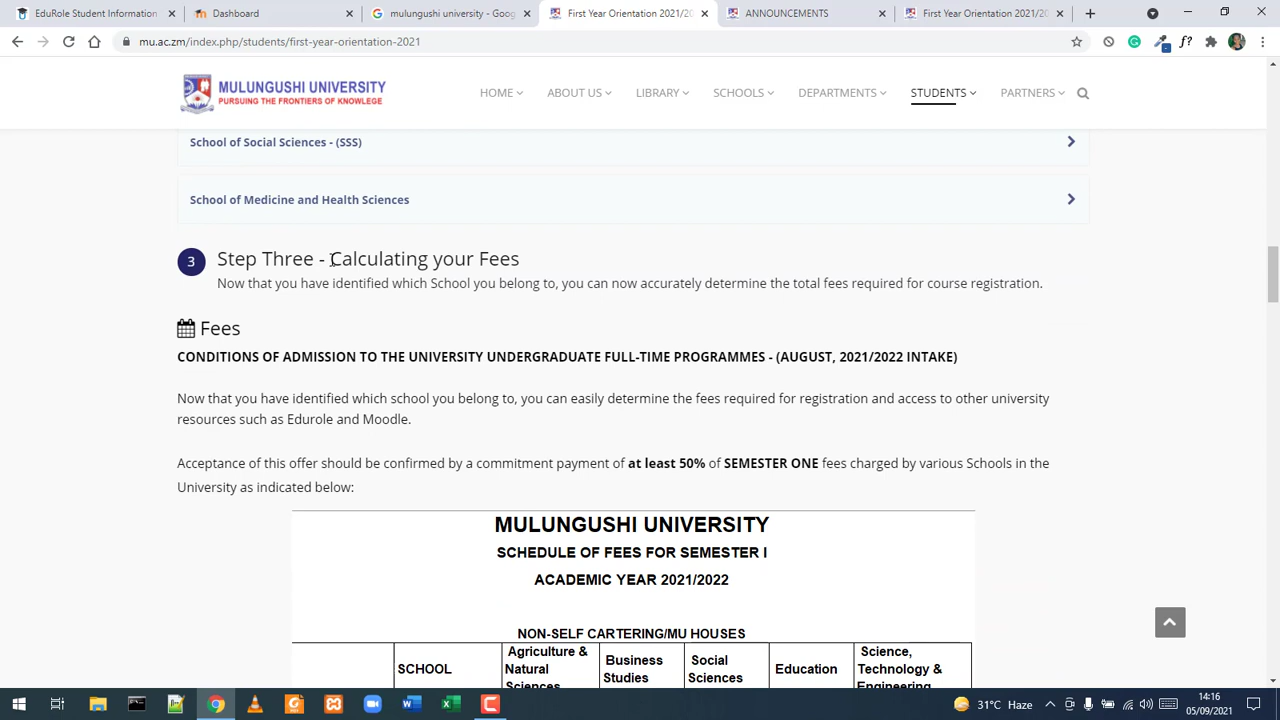 EduRole Student Information
Dashboard
mulungushi university - Goog
First Year Orientation 2021/20
ANNOUNCEMENTS
First Year Orientation 2021/20
mu.ac.zm/index.php/students/first-year-orientation-2021
MULUNGUSHI UNIVERSITY
PURSUING THE FRONTIERS OF KNOWLEGE
HOME
ABOUT US
LIBRARY
SCHOOLS
DEPARTMENTS
STUDENTS
PARTNERS
School of Social Sciences - (SSS)
School of Medicine and Health Sciences
3
Step Three - Calculating your Fees
Now that you have identified which School you belong to, you can now accurately determine the total fees required for course registration.
Fees
CONDITIONS OF ADMISSION TO THE UNIVERSITY UNDERGRADUATE FULL-TIME PROGRAMMES - (AUGUST, 2021/2022 INTAKE)
Now that you have identified which school you belong to, you can easily determine the fees required for registration and access to other university
resources such as Edurole and Moodle.
Acceptance of this offer should be confirmed by a commitment payment of at least 50% of SEMESTER ONE fees charged by various Schools in the
University as indicated below:
MULUNGUSHI UNIVERSITY
SCHEDULE OF FEES FOR SEMESTER I
ACADEMIC YEAR 2021/2022
NON-SELF CARTERING/MU HOUSES
SCHOOL
Agriculture &
Natural
Sciences
Business
Studies
Social
Sciences
Education
Science,
Technology &
Engineering
31°C Haze
14:16
05/09/2021